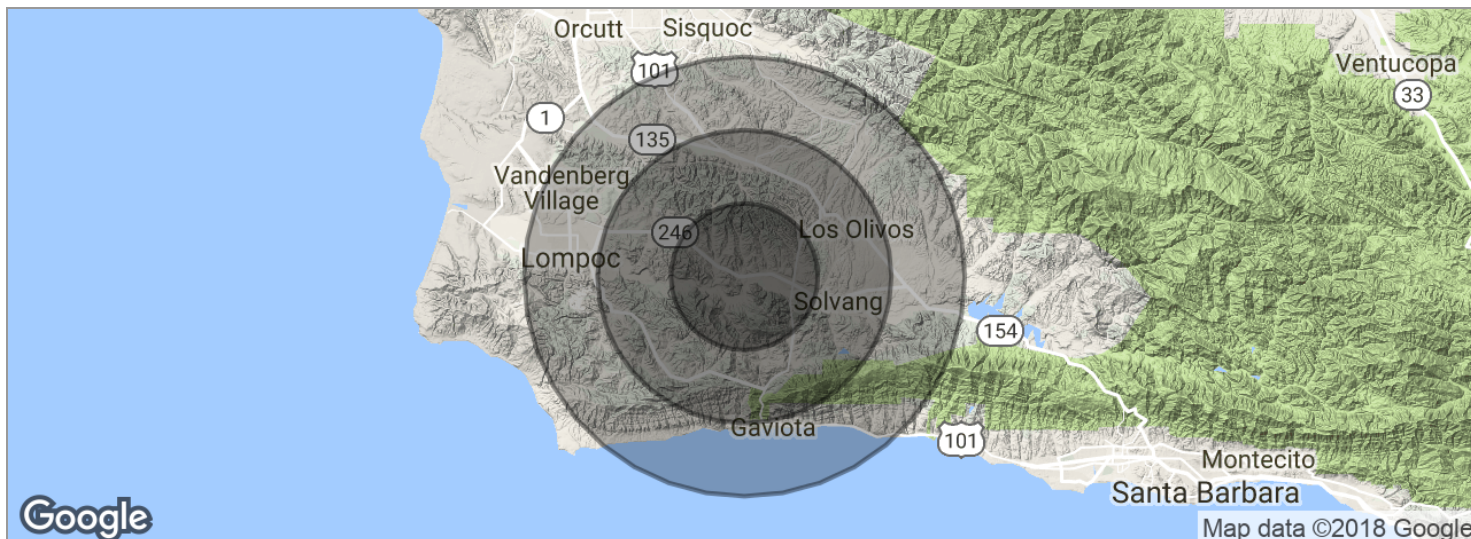 Orcutt
Sisquoc
101
Ventucopa
33
1
135
Vandenberg
Village
246
Los Olivos
Lompoc
Solvang
154
Gaviota
101
Montecito
Santa Barbara
Google
Map data ©2018 Google